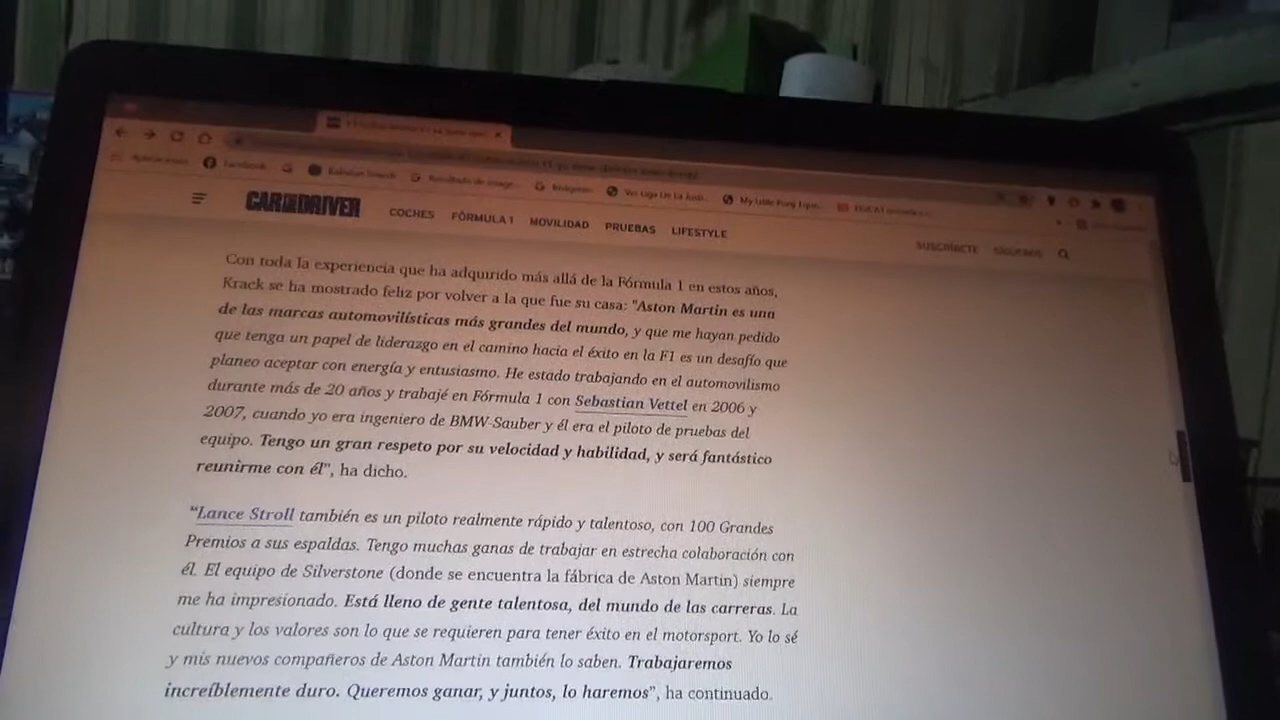 Facebook
CAR AND DRIVER
COCHES FÓRMULA 1 MOVILIDAD PRUEBAS LIFESTYLE
SUSCRÍBETE SÍGUENOS
Con toda la experiencia que ha adquirido más allá de la Fórmula 1 en estos años,
Krack se ha mostrado feliz por volver a la que fue su casa: "Aston Martin es una
de las marcas automovilísticas más grandes del mundo, y que me hayan pedido
que tenga un papel de liderazgo en el camino hacia el éxito en la F1 es un desafío que
planeo aceptar con energía y entusiasmo. He estado trabajando en el automovilismo
durante más de 20 años y trabajé en Fórmula 1 con Sebastian Vettel en 2006 y
2007, cuando yo era ingeniero de BMW-Sauber y él era el piloto de pruebas del
equipo. Tengo un gran respeto por su velocidad y habilidad, y será fantástico
reunirme con él", ha dicho.
"Lance Stroll también es un piloto realmente rápido y talentoso, con 100 Grandes
Premios a sus espaldas. Tengo muchas ganas de trabajar en estrecha colaboración con
él. El equipo de Silverstone (donde se encuentra la fábrica de Aston Martin) siempre
me ha impresionado. Está lleno de gente talentosa, del mundo de las carreras. La
cultura y los valores son lo que se requieren para tener éxito en el motorsport. Yo lo sé
y mis nuevos compañeros de Aston Martin también lo saben. Trabajaremos
increíblemente duro. Queremos ganar, y juntos, lo haremos", ha continuado.